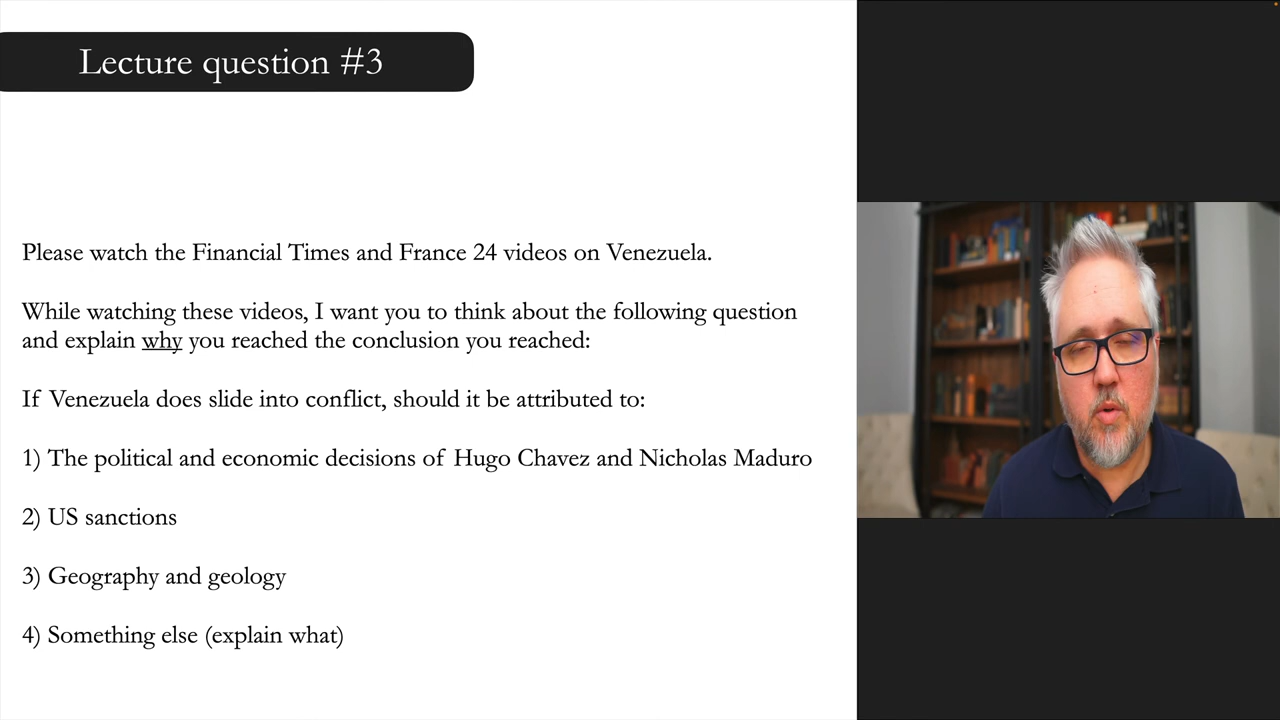 Lecture question #3
Please watch the Financial Times and France 24 videos on Venezuela.
While watching these videos, I want you to think about the following question
and explain why you reached the conclusion you reached:
If Venezuela does slide into conflict, should it be attributed to:
1) The political and economic decisions of Hugo Chavez and Nicholas Maduro
2) US sanctions
3) Geography and geology
4) Something else (explain what)